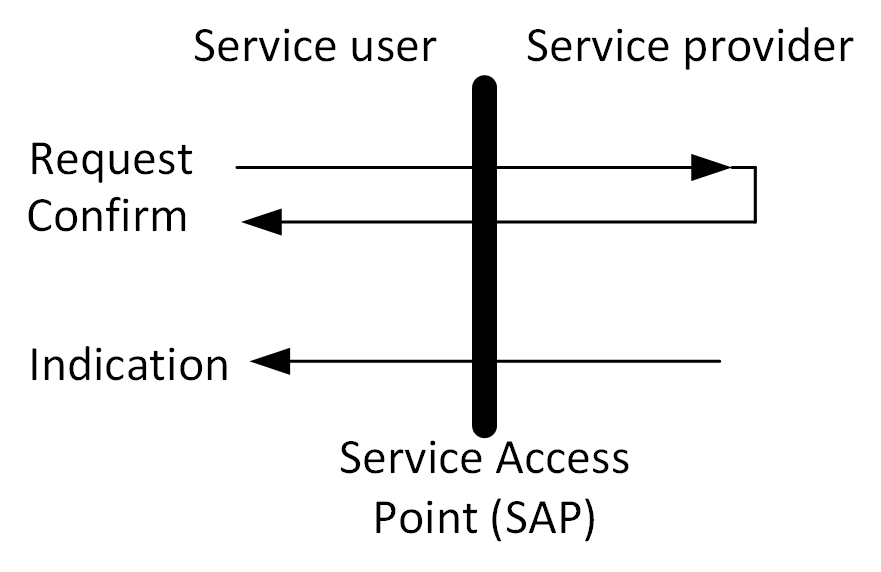 Service user
Service provider
Request
Confirm
Indication
Service Access
Point (SAP)